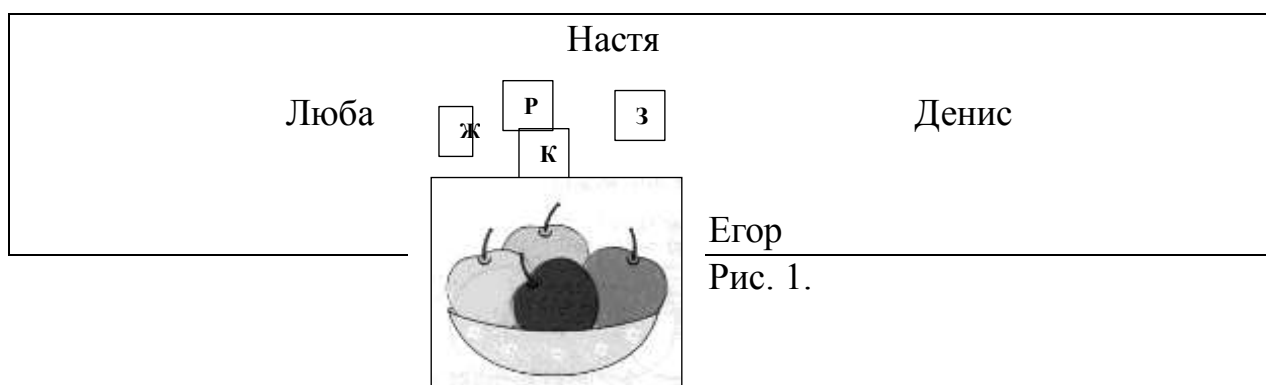 Настя
Люба Ж Р З Денис
К
Егор
Рис. 1.